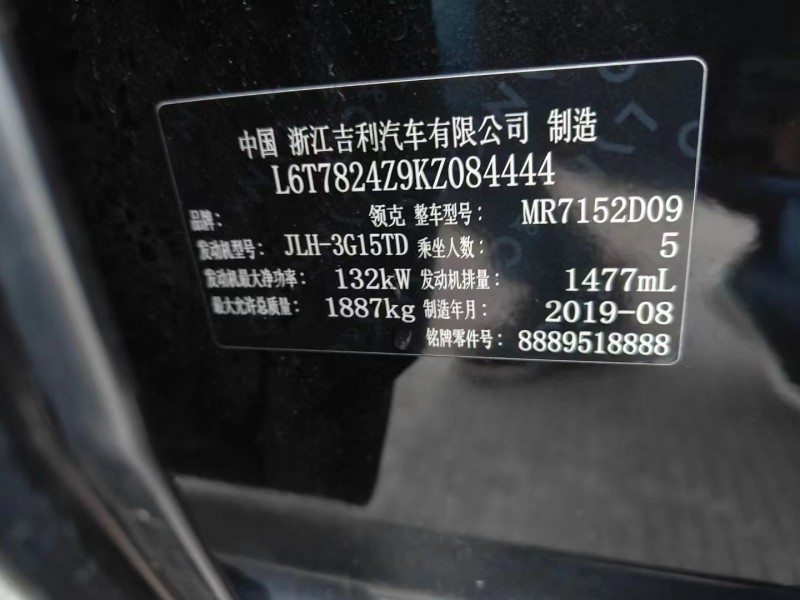 中国 浙江吉利汽车有限公司 制造
L6T7824Z9KZ084444
品牌: 领克 整车型号: MR7152D09
发动机型号: JLH-3G15TD 乘坐人数: 5
发动机最大净功率: 132kW 发动机排量: 1477mL
最大允许总质量: 1887kg 制造年月: 2019-08
铭牌零件号: 8889518888